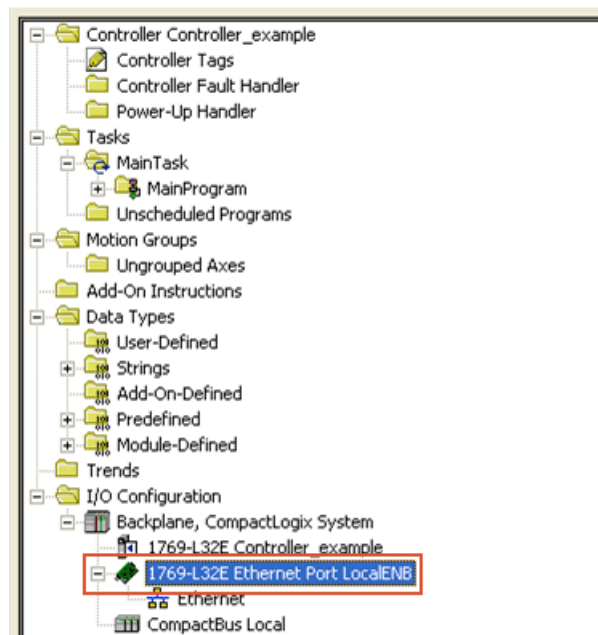 Controller Controller_example
Controller Tags
Controller Fault Handler
Power-Up Handler
Tasks
MainTask
MainProgram
Unscheduled Programs
Motion Groups
Ungrouped Axes
Add-On Instructions
Data Types
User-Defined
Strings
Add-On-Defined
Predefined
Module-Defined
Trends
I/O Configuration
Backplane, CompactLogix System
1769-L32E Controller_example
1769-L32E Ethernet Port LocalENB
Ethernet
CompactBus Local